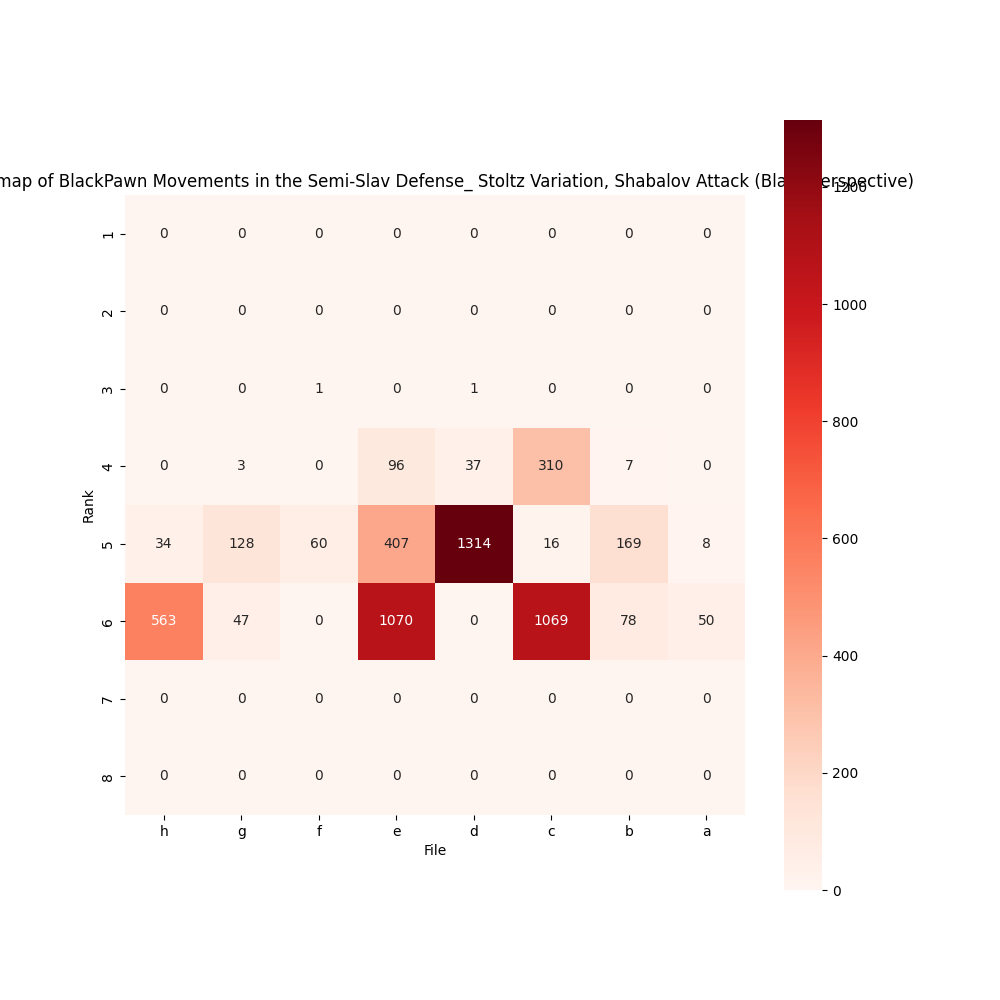 map of BlackPawn Movements in the Semi-Slav Defense_ Stoltz Variation, Shabalov Attack (Bla erspective)
1200
1 0 0 0 0 0 0 0 0
2 0 0 0 0 0 0 0 0
1000
3 0 0 1 0 1 0 0 0
800
4 0 3 0 96 37 310 7 0
Rank
600
5 34 128 60 407 1314 16 169 8
6 563 47 0 1070 0 1069 78 50
400
7 0 0 0 0 0 0 0 0
200
8 0 0 0 0 0 0 0 0
h g f e d c b a
File
0